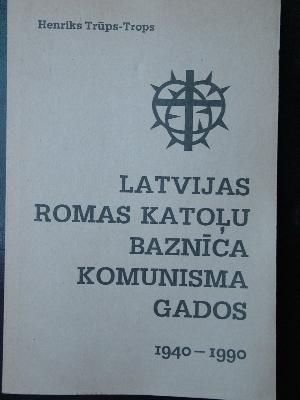 Henriks Trūps-Trops
LATVIJAS
ROMAS KATOĻU
BAZNĪCA
KOMUNISMA
GADOS
1940–1990